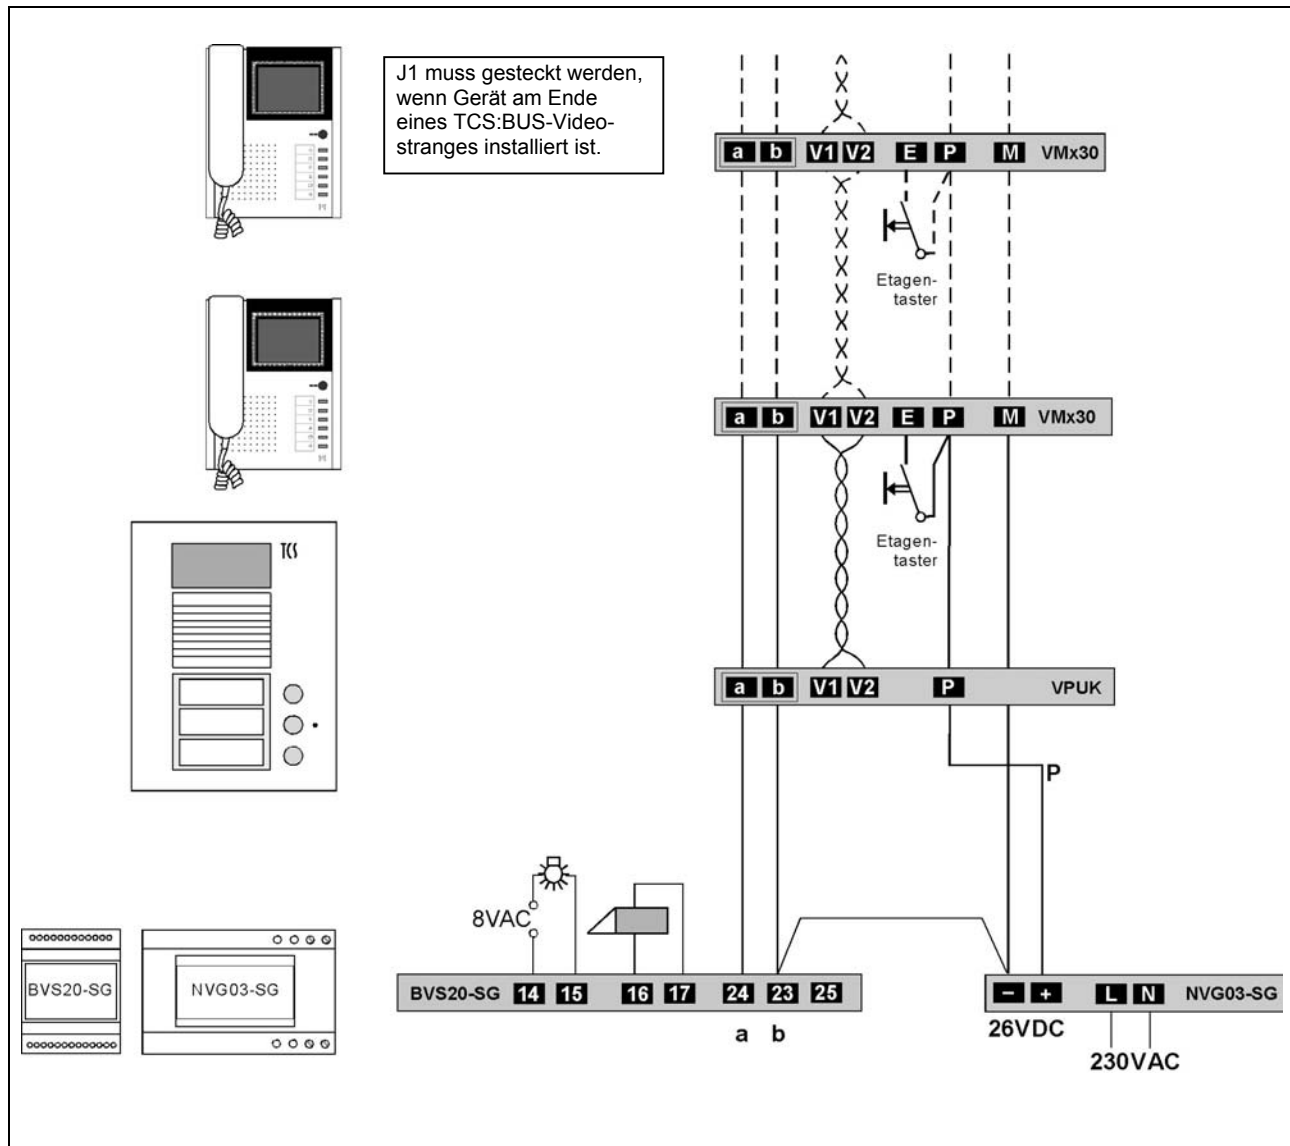 J1 muss gesteckt werden,
wenn Gerät am Ende
eines TCS:BUS-Video-
stranges installiert ist.
a b V1 V2 E P M VMx30
Etagen-
taster
a b V1 V2 E P M VMx30
Etagen-
taster
TCS
a b V1 V2 P VPUK
P
8VAC
BVS20-SG
NVG03-SG
BVS20-SG 14 15 16 17 24 23 25
a b
− + L N NVG03-SG
26VDC
230VAC